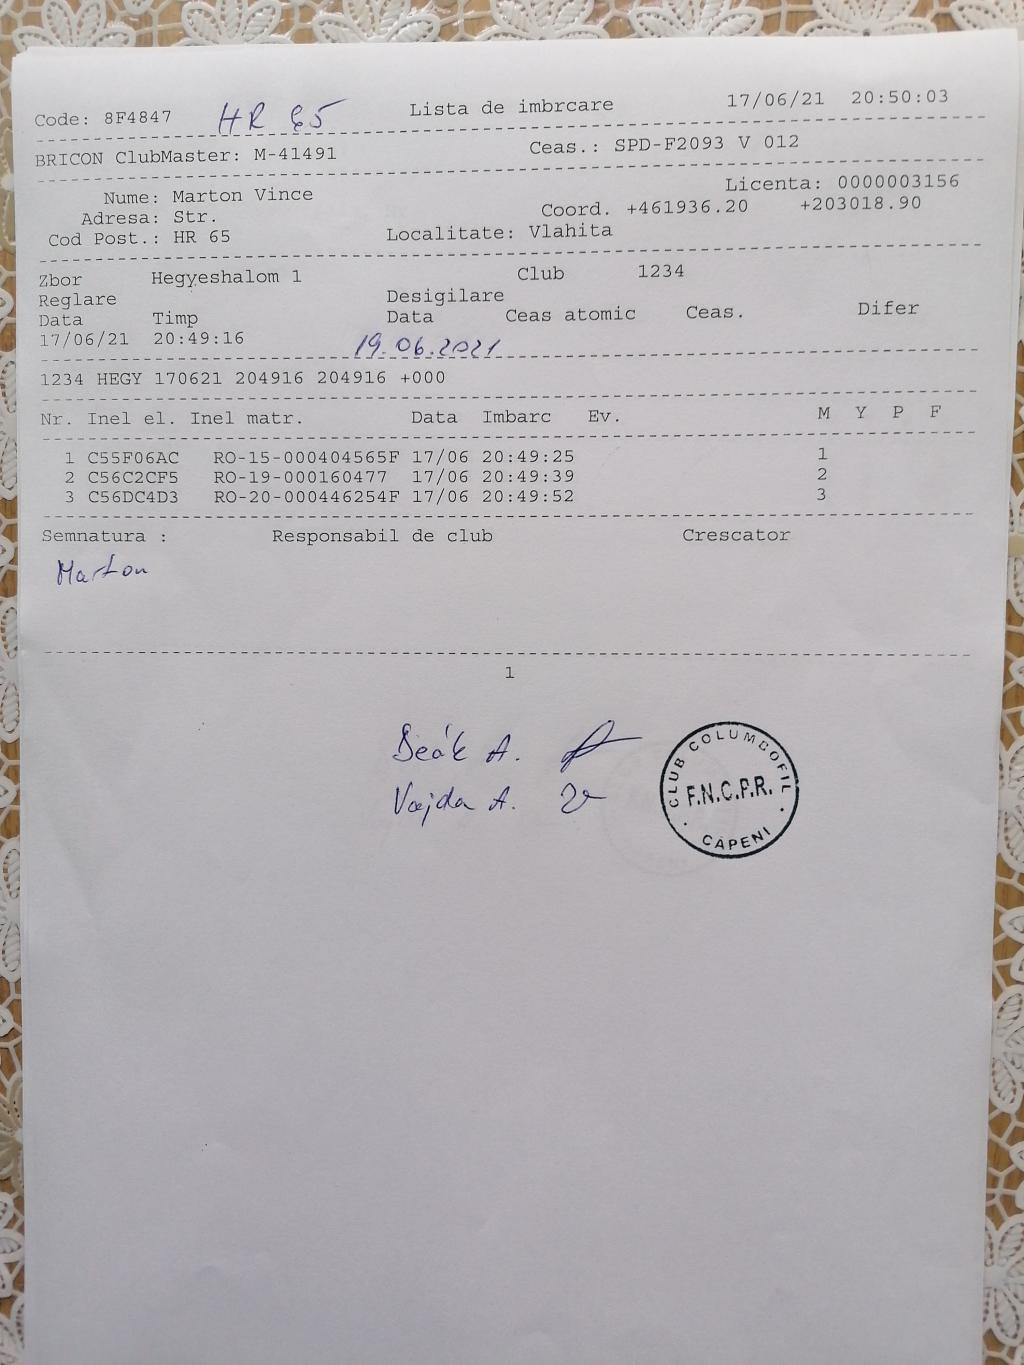 Code: 8F4847 HR 65 Lista de imbrcare 17/06/21 20:50:03
BRICON ClubMaster: M-41491 Ceas.: SPD-F2093 V 012
Nume: Marton Vince Licenta: 0000003156
Adresa: Str. Coord. +461936.20 +203018.90
Cod Post.: HR 65 Localitate: Vlahita
Zbor Hegyeshalom 1 Club 1234
Reglare Desigilare
Data Timp Data Ceas atomic Ceas. Difer
17/06/21 20:49:16 19.06.2021
1234 HEGY 170621 204916 204916 +000
Nr. Inel el. Inel matr. Data Imbarc Ev. M Y P F
1 C55F06AC RO-15-000404565F 17/06 20:49:25 1
2 C56C2CF5 RO-19-000160477 17/06 20:49:39 2
3 C56DC4D3 RO-20-000446254F 17/06 20:49:52 3
Semnatura : Responsabil de club Crescator
Marton
1
Deák A.
Vajda A.
CLUB COLUMBOFIL
F.N.C.P.R.
CĂPENI